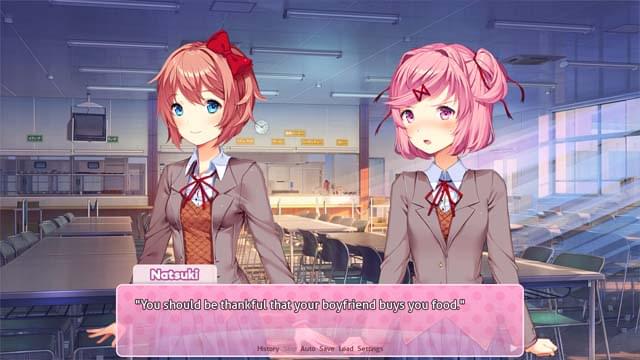 Natsuki
"You should be thankful that your boyfriend buys you food."
History Skip Auto Save Load Settings